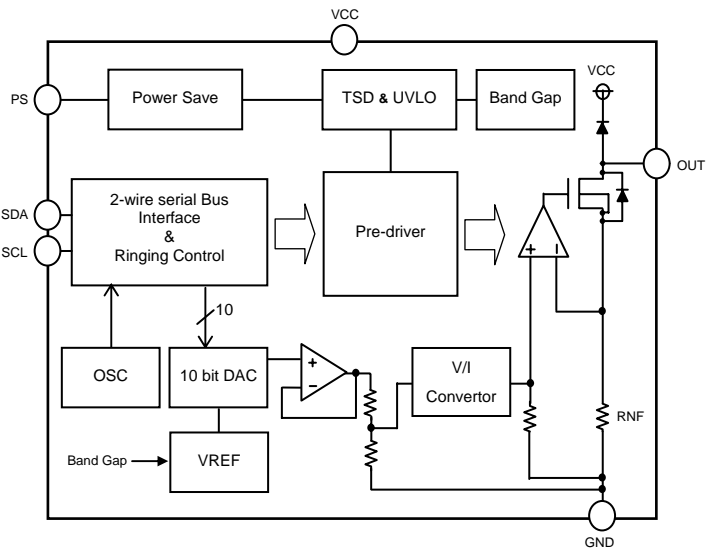 VCC
PS
Power Save
TSD & UVLO
Band Gap
VCC
OUT
SDA
SCL
2-wire serial Bus
Interface
&
Ringing Control
Pre-driver
+
−
10
OSC
10 bit DAC
+
−
V/I
Convertor
RNF
Band Gap
VREF
GND